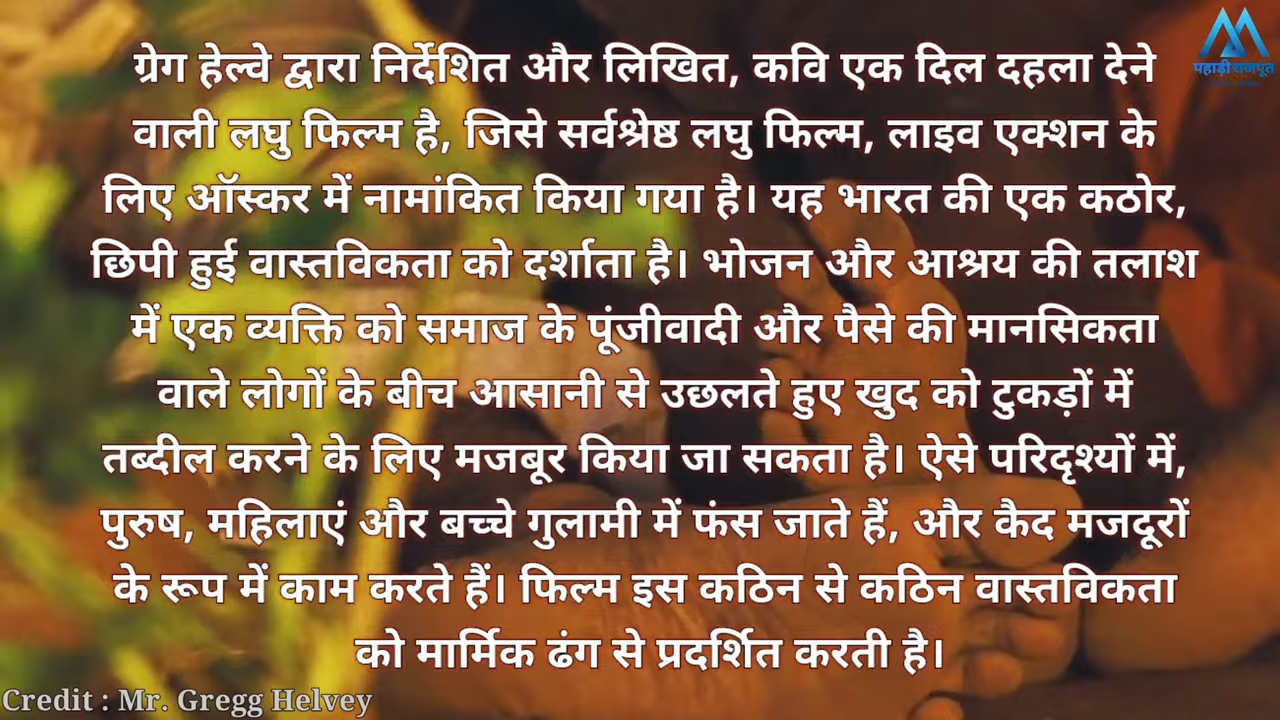 पहाड़ी राजपूत
ग्रेग हेल्वे द्वारा निर्देशित और लिखित, कवि एक दिल दहला देने
वाली लघु फिल्म है, जिसे सर्वश्रेष्ठ लघु फिल्म, लाइव एक्शन के
लिए ऑस्कर में नामांकित किया गया है। यह भारत की एक कठोर,
छिपी हुई वास्तविकता को दर्शाता है। भोजन और आश्रय की तलाश
में एक व्यक्ति को समाज के पूंजीवादी और पैसे की मानसिकता
वाले लोगों के बीच आसानी से उछलते हुए खुद को टुकड़ों में
तब्दील करने के लिए मजबूर किया जा सकता है। ऐसे परिदृश्यों में,
पुरुष, महिलाएं और बच्चे गुलामी में फंस जाते हैं, और कैद मजदूरों
के रूप में काम करते हैं। फिल्म इस कठिन से कठिन वास्तविकता
को मार्मिक ढंग से प्रदर्शित करती है।
Credit : Mr. Gregg Helvey